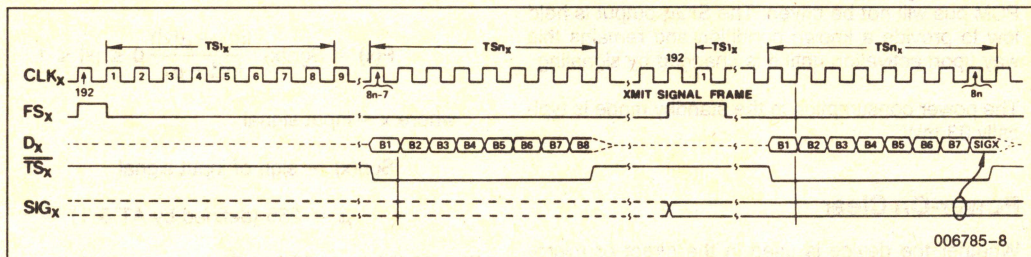 TS1x TSnx TS1x TSnx
CLKx 1 2 3 4 5 6 7 8 9 192 1
192 8n-7 8n
XMIT SIGNAL FRAME
FSx
Dx B1 B2 B3 B4 B5 B6 B7 B8 B1 B2 B3 B4 B5 B6 B7 SIGX
TSx
SIGx
006785-8